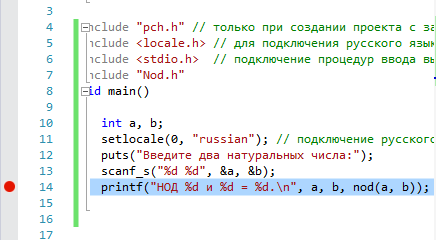 3
4 nclude "pch.h" // только при создании проекта с за
5 nclude <locale.h> // для подключения русского язы
6 nclude <stdio.h> // подключение процедур ввода вы
7 nclude "Nod.h"
8 id main()
9
10 int a, b;
11 setlocale(0, "russian"); // подключение русског
12 puts("Введите два натуральных числа:");
13 scanf_s("%d %d", &a, &b);
14 printf("НОД %d и %d = %d.\n", a, b, nod(a, b));
15
16
17